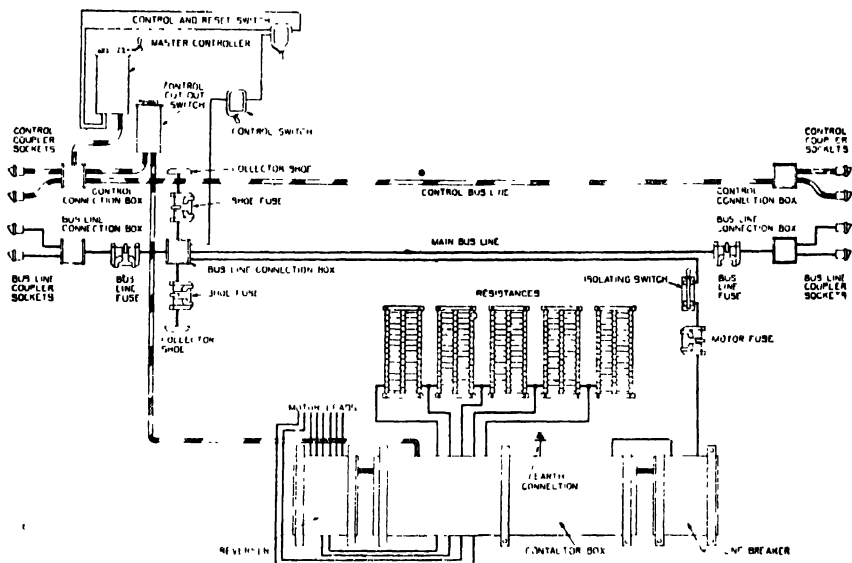 CONTROL AND RESET SWITCH
MASTER CONTROLLER
CONTROL
CUT OUT
SWITCH
CONTROL SWITCH
CONTROL
COUPLER
SOCKETS
COLLECTOR SHOE
CONTROL
COUPLER
SOCKETS
CONTROL
CONNECTION BOX
SHOE FUSE
CONTROL BUS LINE
CONTROL
CONNECTION BOX
BUS LINE
CONNECTION BOX
MAIN BUS LINE
BUS LINE
CONNECTION BOX
BUS LINE
COUPLER
SOCKETS
BUS
LINE
FUSE
BUS LINE CONNECTION BOX
SHOE FUSE
RESISTANCES
ISOLATING SWITCH
BUS
LINE
FUSE
BUS LINE
COUPLER
SOCKETS
COLLECTOR
SHOE
MOTOR FUSE
MOTOR LEADS
EARTH
CONNECTION
REVERSER
CONTACTOR BOX
LINE BREAKER